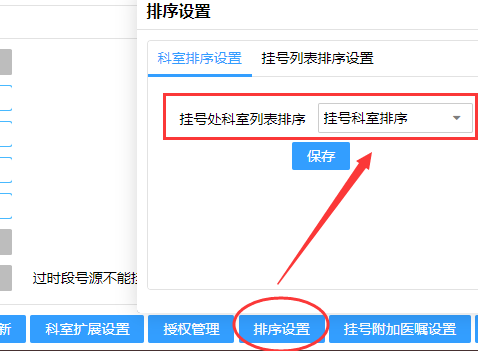 排序设置
科室排序设置 挂号列表排序设置
挂号处科室列表排序 挂号科室排序
保存
过时段号源不能挂
新 科室扩展设置 授权管理 排序设置 挂号附加医嘱设置